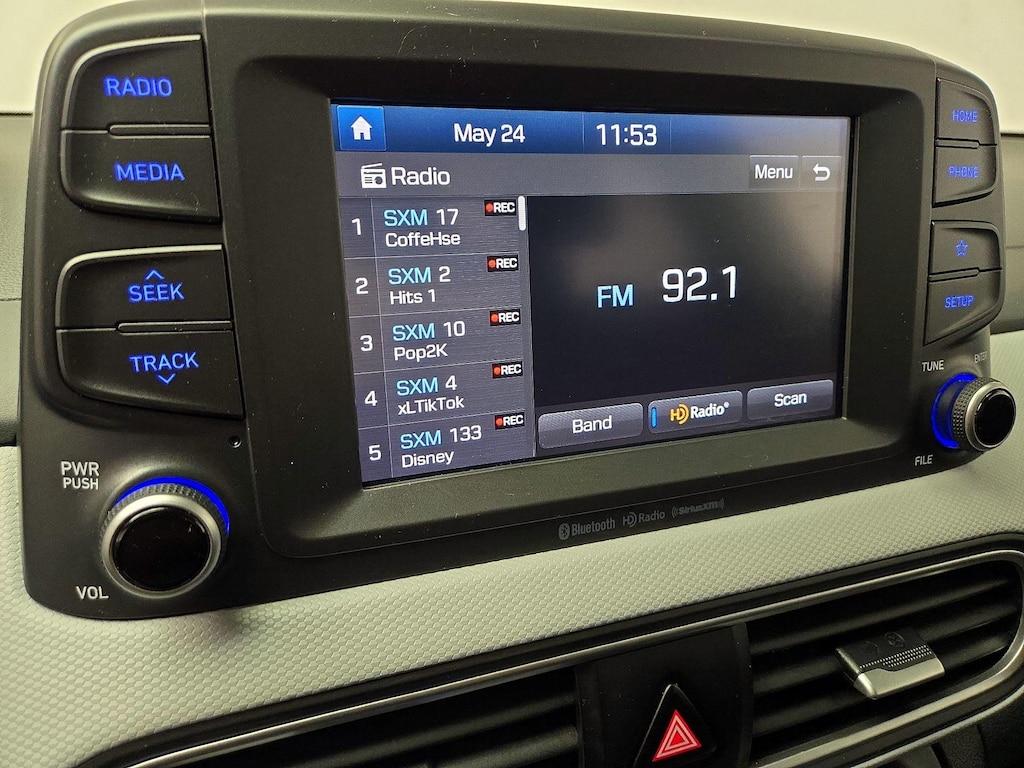 RADIO
MEDIA
SEEK
TRACK
PWR
PUSH
VOL
May 24 11:53
Radio Menu
1 SXM 17 REC
CoffeHse
2 SXM 2 REC
Hits 1
3 SXM 10 REC
Pop2K
4 SXM 4 REC
xLTikTok
5 SXM 133 REC
Disney
FM 92.1
Band HD Radio® Scan
Bluetooth HD Radio SiriusXM
HOME
PHONE
SETUP
TUNE ENTER
FILE